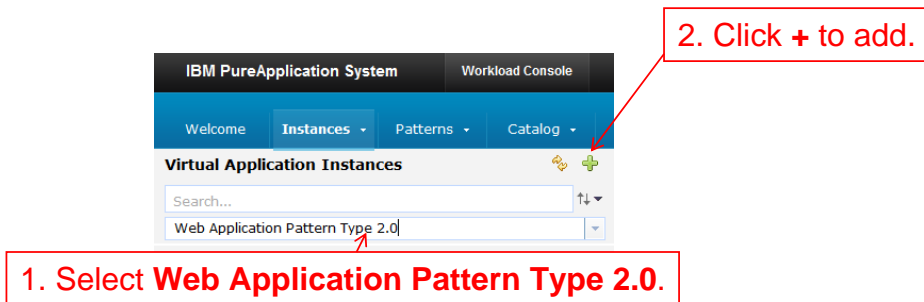 2. Click + to add.
IBM PureApplication System Workload Console
Welcome Instances Patterns Catalog
Virtual Application Instances
Search...
Web Application Pattern Type 2.0
1. Select Web Application Pattern Type 2.0.